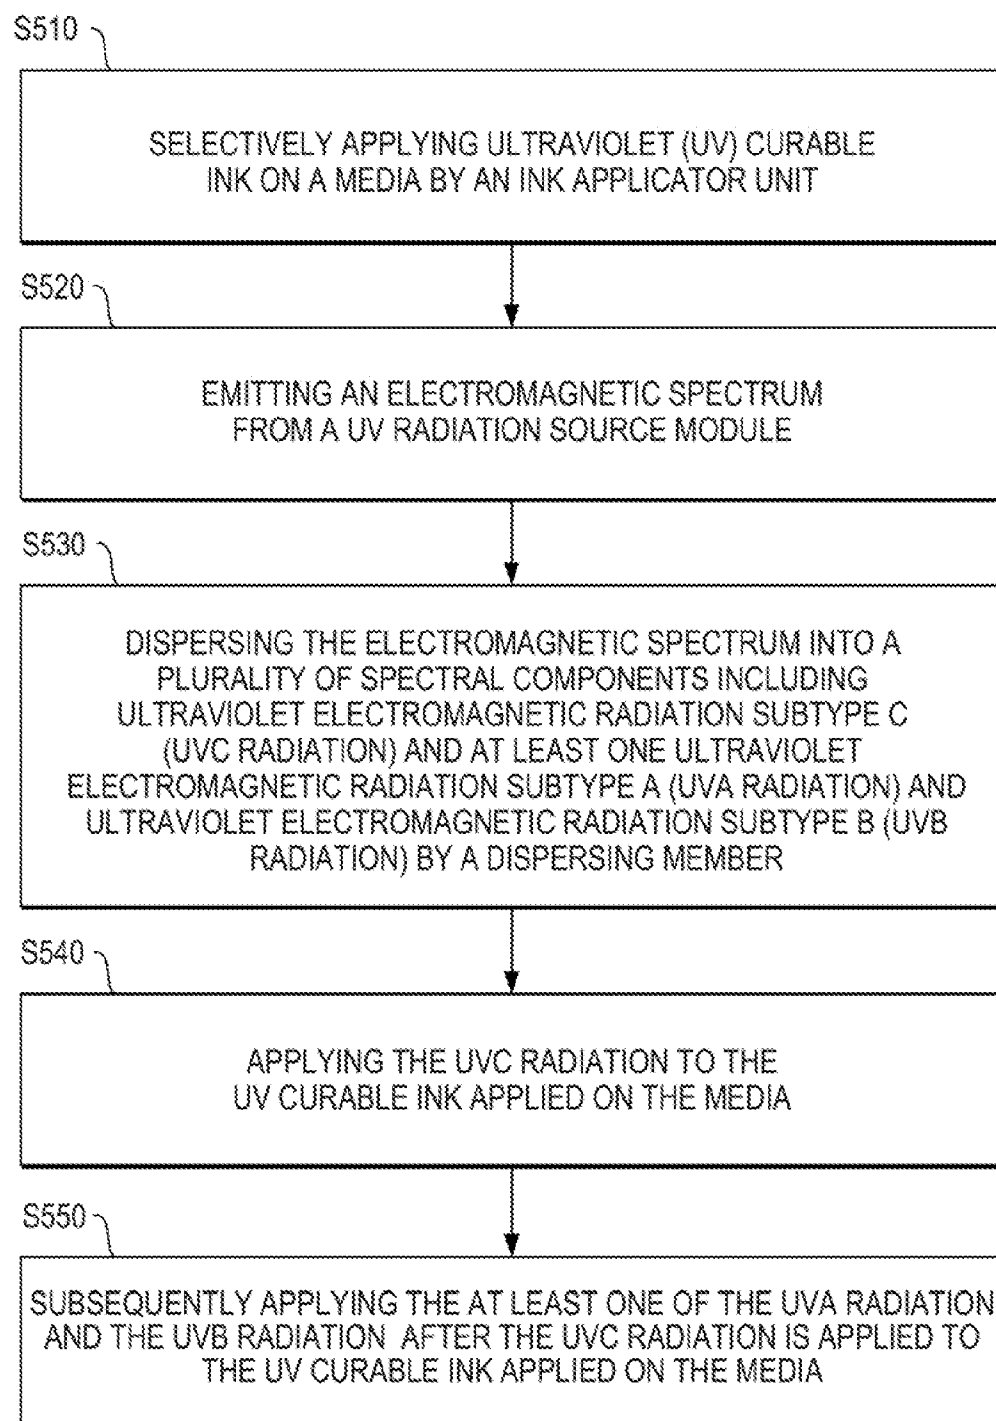 S510
SELECTIVELY APPLYING ULTRAVIOLET (UV) CURABLE
INK ON A MEDIA BY AN INK APPLICATOR UNIT
S520
EMITTING AN ELECTROMAGNETIC SPECTRUM
FROM A UV RADIATION SOURCE MODULE
S530
DISPERSING THE ELECTROMAGNETIC SPECTRUM INTO A
PLURALITY OF SPECTRAL COMPONENTS INCLUDING
ULTRAVIOLET ELECTROMAGNETIC RADIATION SUBTYPE C
(UVC RADIATION) AND AT LEAST ONE ULTRAVIOLET
ELECTROMAGNETIC RADIATION SUBTYPE A (UVA RADIATION) AND
ULTRAVIOLET ELECTROMAGNETIC RADIATION SUBTYPE B (UVB
RADIATION) BY A DISPERSING MEMBER
S540
APPLYING THE UVC RADIATION TO THE
UV CURABLE INK APPLIED ON THE MEDIA
S550
SUBSEQUENTLY APPLYING THE AT LEAST ONE OF THE UVA RADIATION
AND THE UVB RADIATION AFTER THE UVC RADIATION IS APPLIED TO
THE UV CURABLE INK APPLIED ON THE MEDIA